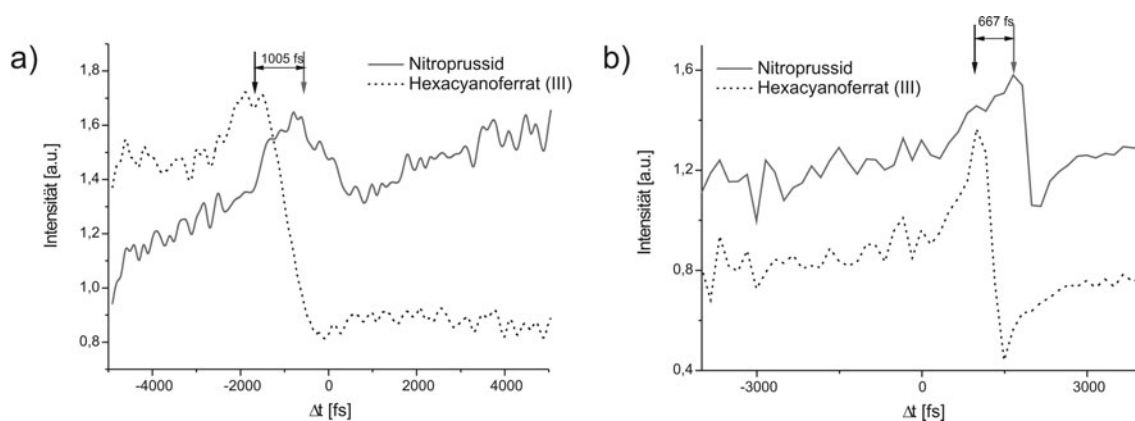 a)
1005 fs
Nitroprussid
Hexacyanoferrat (III)
1,8
1,6
1,4
1,2
1,0
0,8
Intensität [a.u.]
-4000
-2000
0
2000
4000
Δt [fs]
b)
667 fs
Nitroprussid
Hexacyanoferrat (III)
1,6
1,2
0,8
0,4
Intensität [a.u.]
-3000
0
3000
Δt [fs]